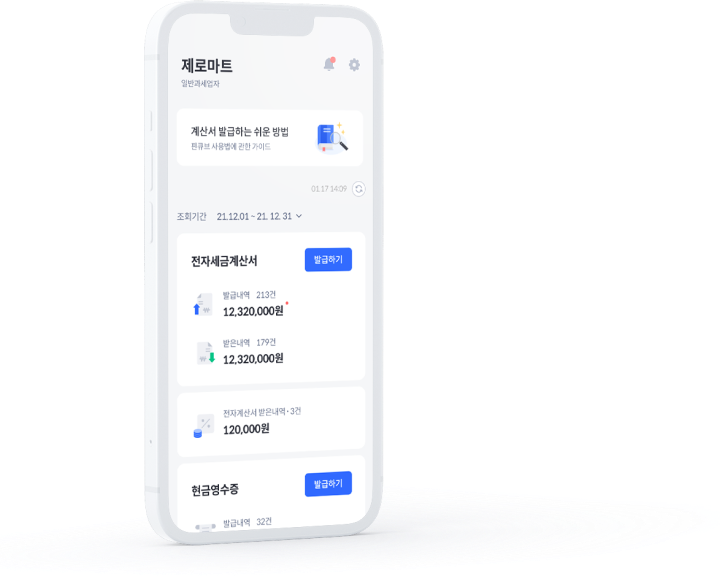 제로마트
일반과세업자
계산서 발급하는 쉬운 방법
핀큐브 사용법에 관한 가이드
01.17 14:09
조회기간 21.12.01 ~ 21. 12. 31
전자세금계산서 발급하기
발급내역 213건
12,320,000원
받은내역 179건
12,320,000원
전자계산서 받은내역 · 3건
120,000원
현금영수증 발급하기
발급내역 32건